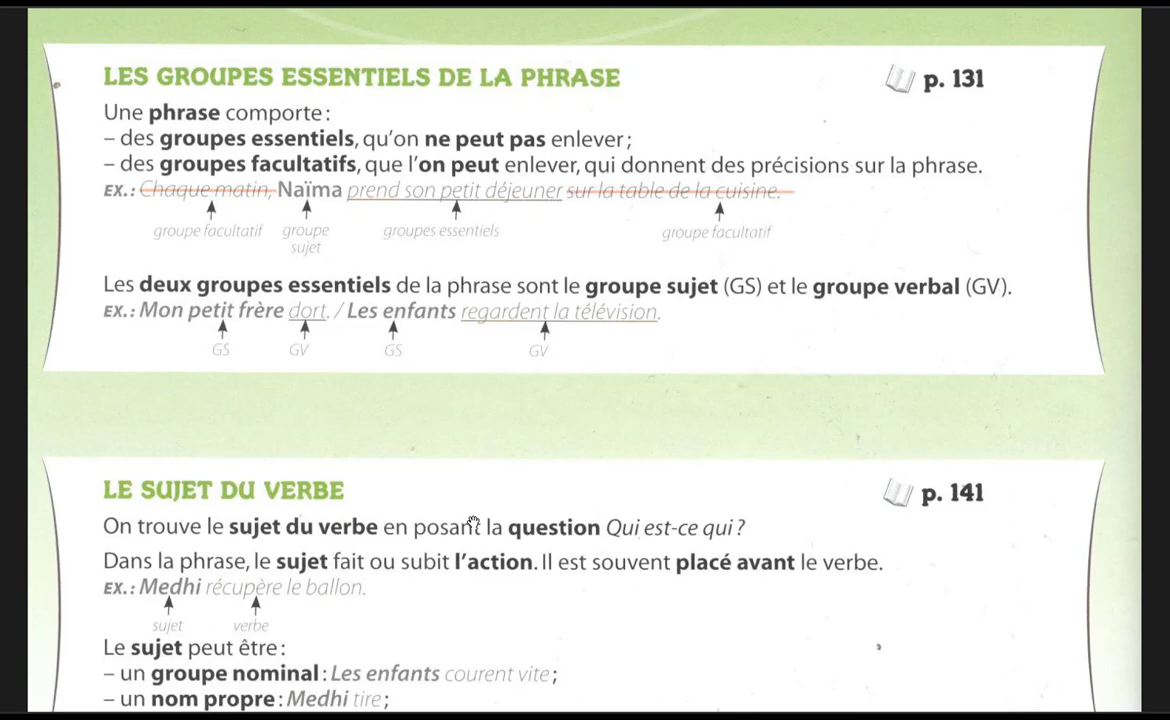 LES GROUPES ESSENTIELS DE LA PHRASE p. 131
Une phrase comporte :
– des groupes essentiels, qu'on ne peut pas enlever ;
– des groupes facultatifs, que l'on peut enlever, qui donnent des précisions sur la phrase.
EX. : Chaque matin, Naïma prend son petit déjeuner sur la table de la cuisine.
groupe facultatif groupe groupes essentiels groupe facultatif
sujet
Les deux groupes essentiels de la phrase sont le groupe sujet (GS) et le groupe verbal (GV).
EX. : Mon petit frère dort. / Les enfants regardent la télévision.
GS GV GS GV
LE SUJET DU VERBE p. 141
On trouve le sujet du verbe en posant la question Qui est-ce qui ?
Dans la phrase, le sujet fait ou subit l'action. Il est souvent placé avant le verbe.
EX. : Medhi récupère le ballon.
sujet verbe
Le sujet peut être :
– un groupe nominal : Les enfants courent vite ;
– un nom propre : Medhi tire ;